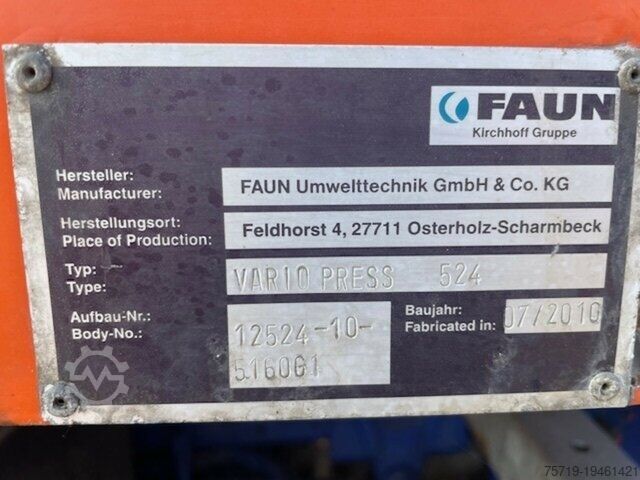 FAUN
Kirchhoff Gruppe
Hersteller:
Manufacturer:
FAUN Umwelttechnik GmbH & Co. KG
Herstellungsort:
Place of Production:
Feldhorst 4, 27711 Osterholz-Scharmbeck
Typ:
Type:
VARIO PRESS 524
Aufbau-Nr.:
Body-No.:
12524-10-
516001
Baujahr:
Fabricated in:
07/2010
75719-19461421